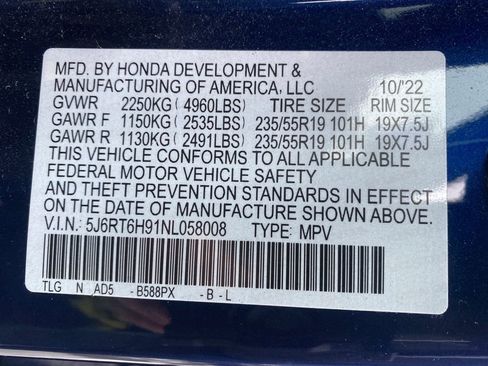 MFD. BY HONDA DEVELOPMENT &
MANUFACTURING OF AMERICA, LLC 10/'22
GVWR 2250KG( 4960LBS) TIRE SIZE RIM SIZE
GAWR F 1150KG( 2535LBS) 235/55R19 101H 19X7.5J
GAWR R 1130KG( 2491LBS) 235/55R19 101H 19X7.5J
THIS VEHICLE CONFORMS TO ALL APPLICABLE
FEDERAL MOTOR VEHICLE SAFETY
AND THEFT PREVENTION STANDARDS IN EFFECT
ON THE DATE OF MANUFACTURE SHOWN ABOVE.
V.I.N.: 5J6RT6H91NL058008 TYPE: MPV
TLG N AD5 -B588PX -B-L